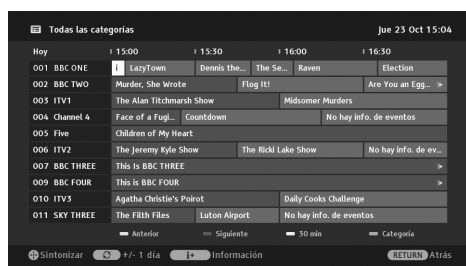 Todas las categorías Jue 23 Oct 15:04
Hoy 15:00 15:30 16:00 16:30
001 BBC ONE i LazyTown Dennis the... The Se... Raven Election
002 BBC TWO Murder, She Wrote Flog It! Are You an Egg...
003 ITV1 The Alan Titchmarsh Show Midsomer Murders
004 Channel 4 Face of a Fugi... Countdown No hay info. de eventos
005 Five Children of My Heart
006 ITV2 The Jeremy Kyle Show The Ricki Lake Show No hay info. de ev...
007 BBC THREE This Is BBC THREE
009 BBC FOUR This is BBC FOUR
010 ITV3 Agatha Christie's Poirot Daily Cooks Challenge
011 SKY THREE The Filth Files Luton Airport No hay info. de eventos
Anterior Siguiente 30 min Categoria
Sintonizar +/- 1 día i+ Información RETURN Atrás